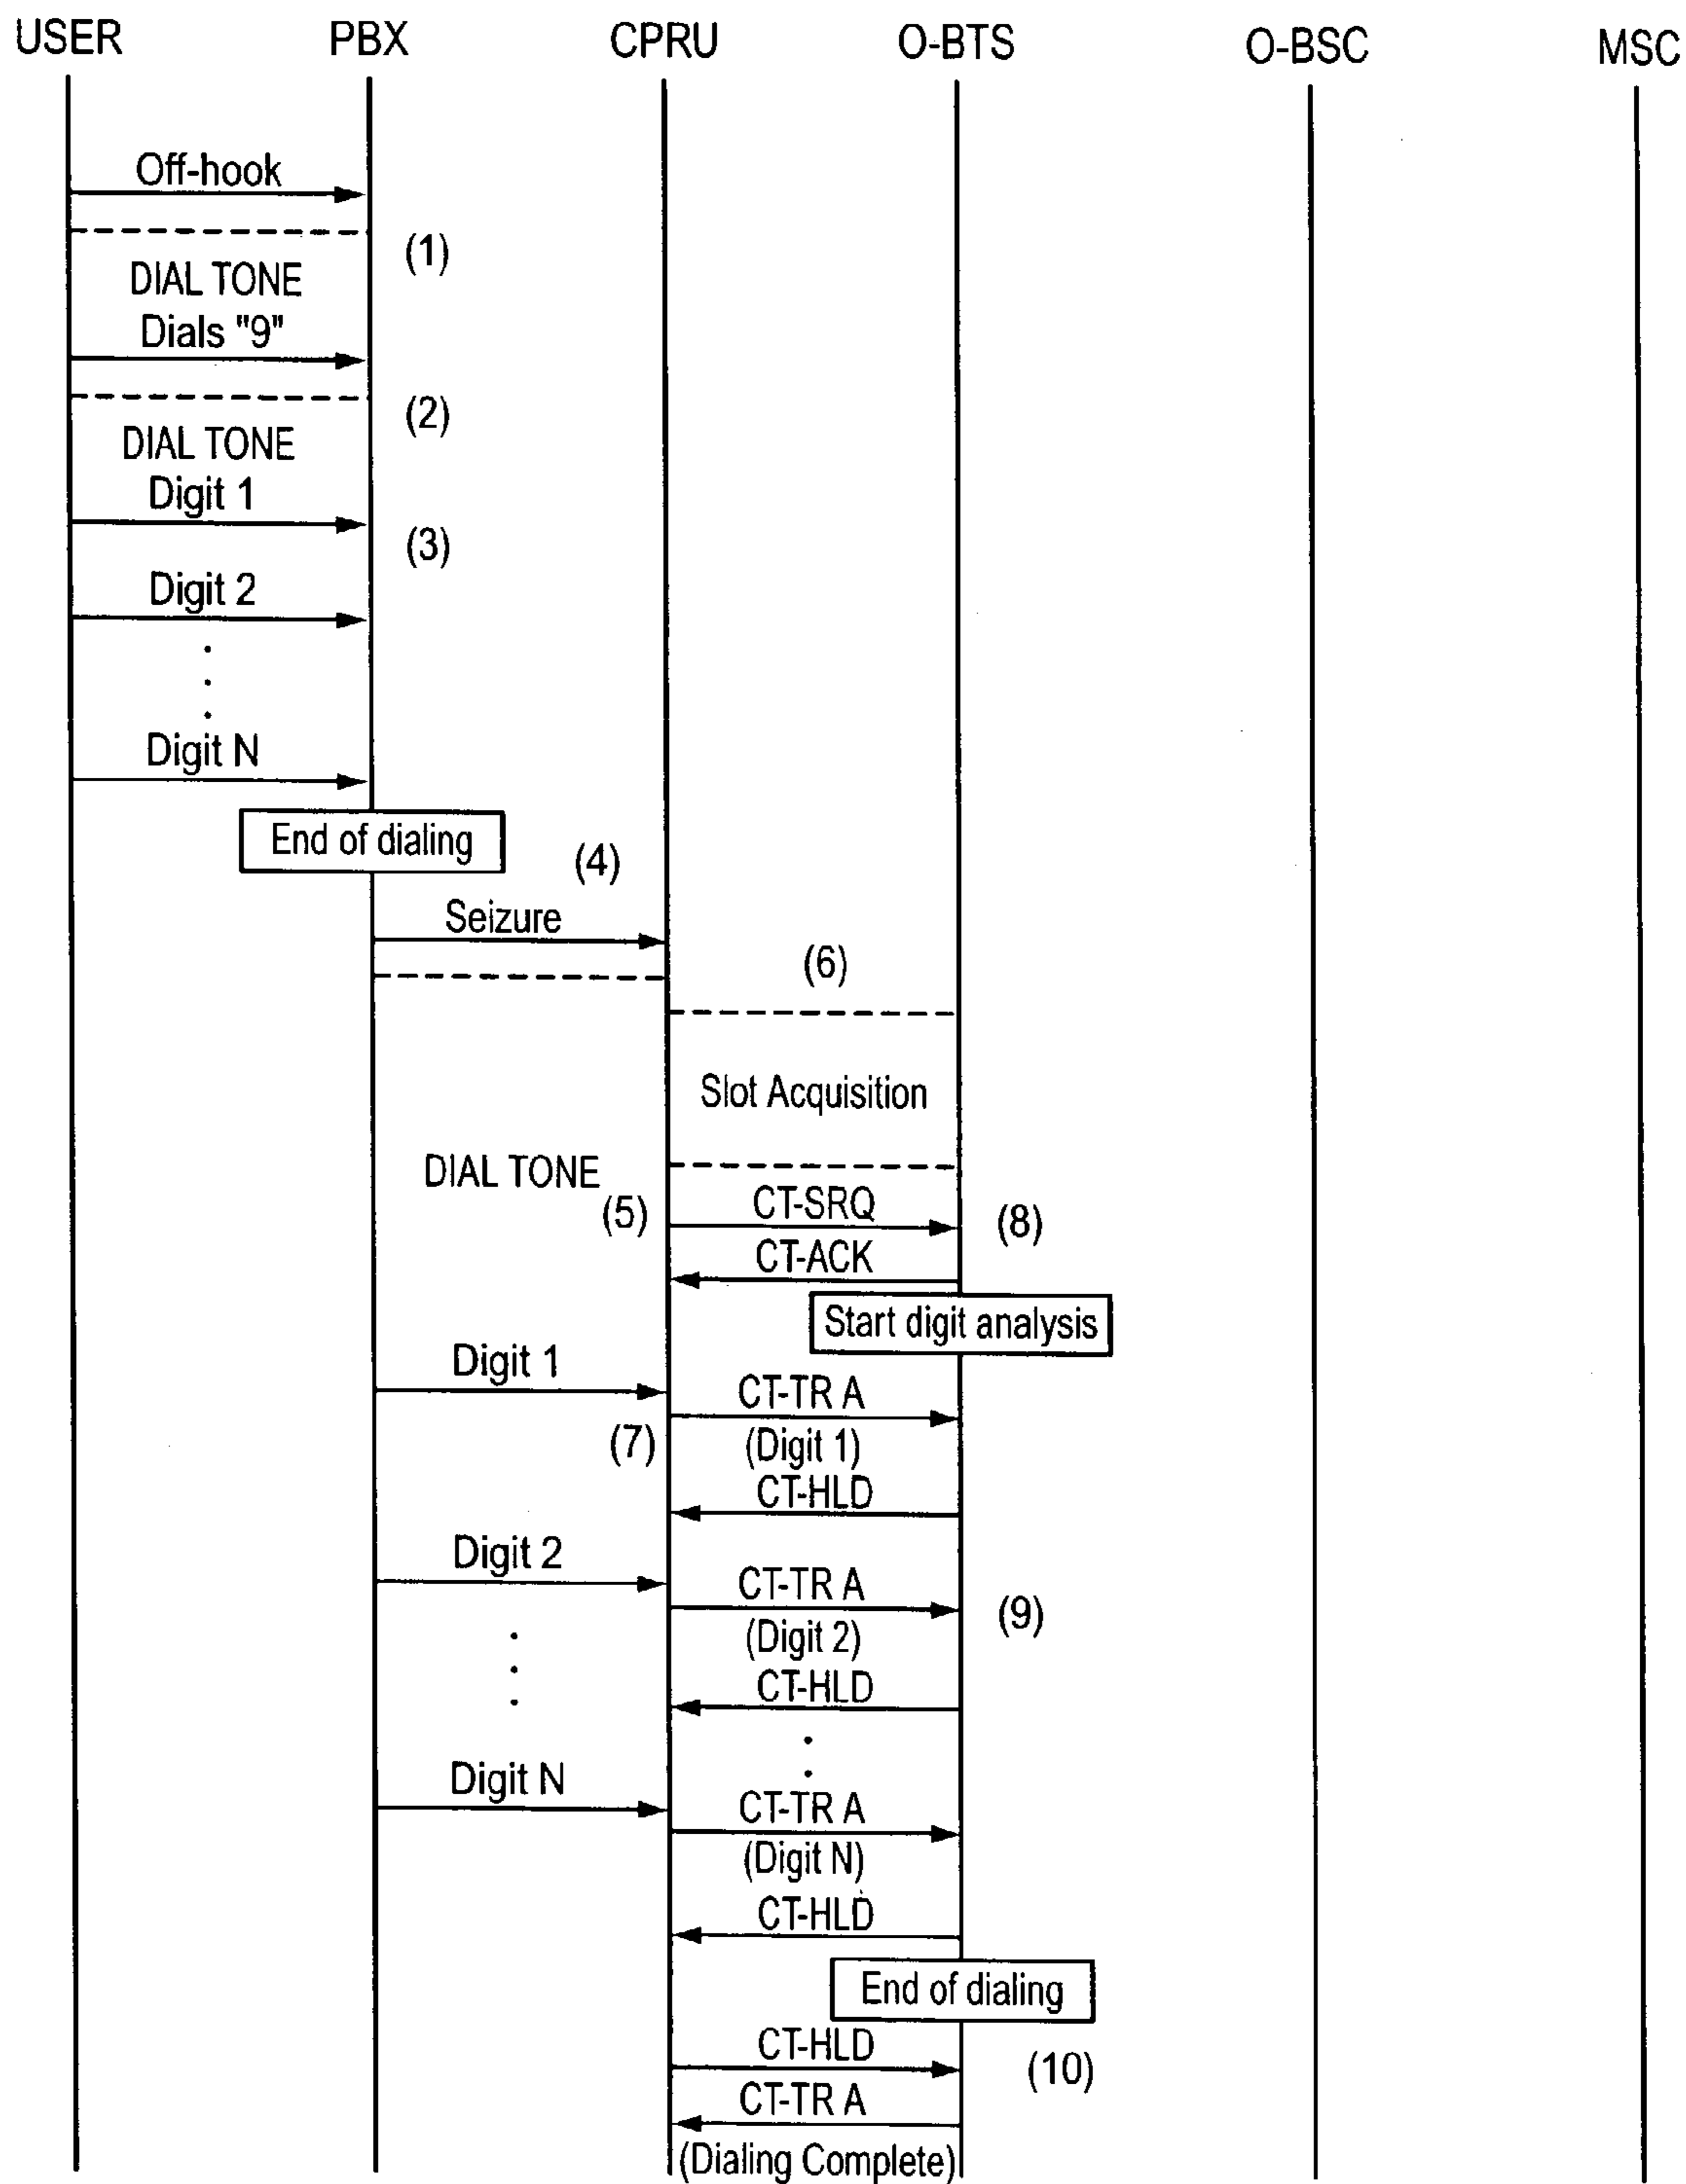 USER PBX CPRU O-BTS O-BSC MSC
Off-hook
(1)
DIAL TONE
Dials "9"
(2)
DIAL TONE
Digit 1
(3)
Digit 2
Digit N
End of dialing
(4)
Seizure
(6)
Slot Acquisition
DIAL TONE
(5)
CT-SRQ
(8)
CT-ACK
Start digit analysis
Digit 1
CT-TR A
(7)
(Digit 1)
CT-HLD
Digit 2
CT-TR A
(9)
(Digit 2)
CT-HLD
Digit N
CT-TR A
(Digit N)
CT-HLD
End of dialing
CT-HLD
(10)
CT-TR A
(Dialing Complete)